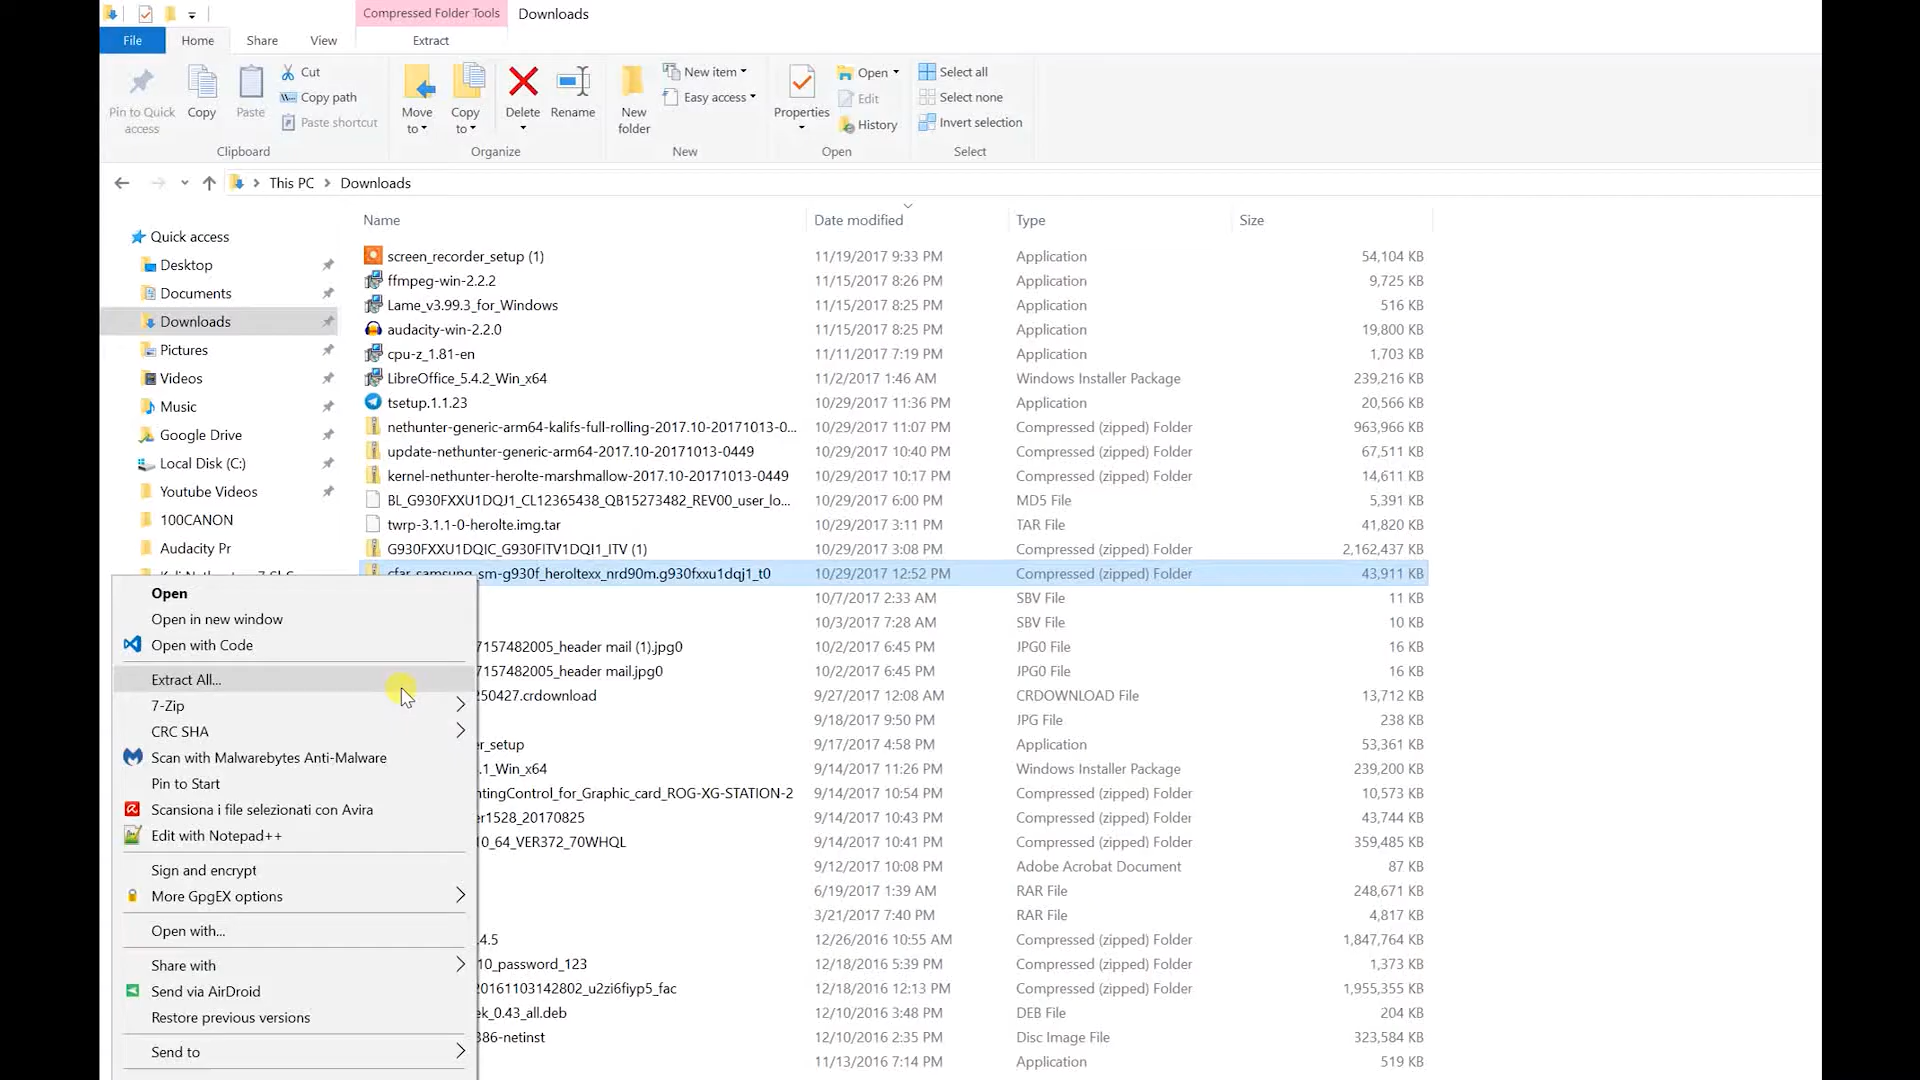 Compressed Folder Tools
Downloads
File
Home
Share
View
Extract
Pin to Quick access
Copy
Paste
Cut
Copy path
Paste shortcut
Clipboard
Move to
Copy to
Delete
Rename
Organize
New folder
New item
Easy access
New
Properties
Open
Edit
History
Open
Select all
Select none
Invert selection
Select
This PC > Downloads
Name Date modified Type Size
Quick access
Desktop
Documents
Downloads
Pictures
Videos
Music
Google Drive
Local Disk (C:)
Youtube Videos
100CANON
Audacity Pr
screen_recorder_setup (1) 11/19/2017 9:33 PM Application 54,104 KB
ffmpeg-win-2.2.2 11/15/2017 8:26 PM Application 9,725 KB
Lame_v3.99.3_for_Windows 11/15/2017 8:25 PM Application 516 KB
audacity-win-2.2.0 11/15/2017 8:25 PM Application 19,800 KB
cpu-z_1.81-en 11/11/2017 7:19 PM Application 1,703 KB
LibreOffice_5.4.2_Win_x64 11/2/2017 1:46 AM Windows Installer Package 239,216 KB
tsetup.1.1.23 10/29/2017 11:36 PM Application 20,566 KB
nethunter-generic-arm64-kalifs-full-rolling-2017.10-20171013-0... 10/29/2017 11:07 PM Compressed (zipped) Folder 963,966 KB
update-nethunter-generic-arm64-2017.10-20171013-0449 10/29/2017 10:40 PM Compressed (zipped) Folder 67,511 KB
kernel-nethunter-herolte-marshmallow-2017.10-20171013-0449 10/29/2017 10:17 PM Compressed (zipped) Folder 14,611 KB
BL_G930FXXU1DQJ1_CL12365438_QB15273482_REV00_user_lo... 10/29/2017 6:00 PM MD5 File 5,391 KB
twrp-3.1.1-0-herolte.img.tar 10/29/2017 3:11 PM TAR File 41,820 KB
G930FXXU1DQIC_G930FITV1DQI1_ITV (1) 10/29/2017 3:08 PM Compressed (zipped) Folder 2,162,437 KB
cfar_samsung_sm-g930f_heroltexx_nrd90m.g930fxxu1dqj1_t0 10/29/2017 12:52 PM Compressed (zipped) Folder 43,911 KB
10/7/2017 2:33 AM SBV File 11 KB
10/3/2017 7:28 AM SBV File 10 KB
7157482005_header mail (1).jpg0 10/2/2017 6:45 PM JPG0 File 16 KB
7157482005_header mail.jpg0 10/2/2017 6:45 PM JPG0 File 16 KB
250427.crdownload 9/27/2017 12:08 AM CRDOWNLOAD File 13,712 KB
9/18/2017 9:50 PM JPG File 238 KB
r_setup 9/17/2017 4:58 PM Application 53,361 KB
.1_Win_x64 9/14/2017 11:26 PM Windows Installer Package 239,200 KB
ntingControl_for_Graphic_card_ROG-XG-STATION-2 9/14/2017 10:54 PM Compressed (zipped) Folder 10,573 KB
er1528_20170825 9/14/2017 10:43 PM Compressed (zipped) Folder 43,744 KB
10_64_VER372_70WHQL 9/14/2017 10:41 PM Compressed (zipped) Folder 359,485 KB
9/12/2017 10:08 PM Adobe Acrobat Document 87 KB
6/19/2017 1:39 AM RAR File 248,671 KB
3/21/2017 7:40 PM RAR File 4,817 KB
.4.5 12/26/2016 10:55 AM Compressed (zipped) Folder 1,847,764 KB
10_password_123 12/18/2016 5:39 PM Compressed (zipped) Folder 1,373 KB
20161103142802_u2zi6fiyp5_fac 12/18/2016 12:13 PM Compressed (zipped) Folder 1,955,355 KB
ek_0.43_all.deb 12/10/2016 3:48 PM DEB File 204 KB
386-netinst 12/10/2016 2:35 PM Disc Image File 323,584 KB
11/13/2016 7:14 PM Application 519 KB
Open
Open in new window
Open with Code
Extract All...
7-Zip
CRC SHA
Scan with Malwarebytes Anti-Malware
Pin to Start
Scansiona i file selezionati con Avira
Edit with Notepad++
Sign and encrypt
More GpgEX options
Open with...
Share with
Send via AirDroid
Restore previous versions
Send to